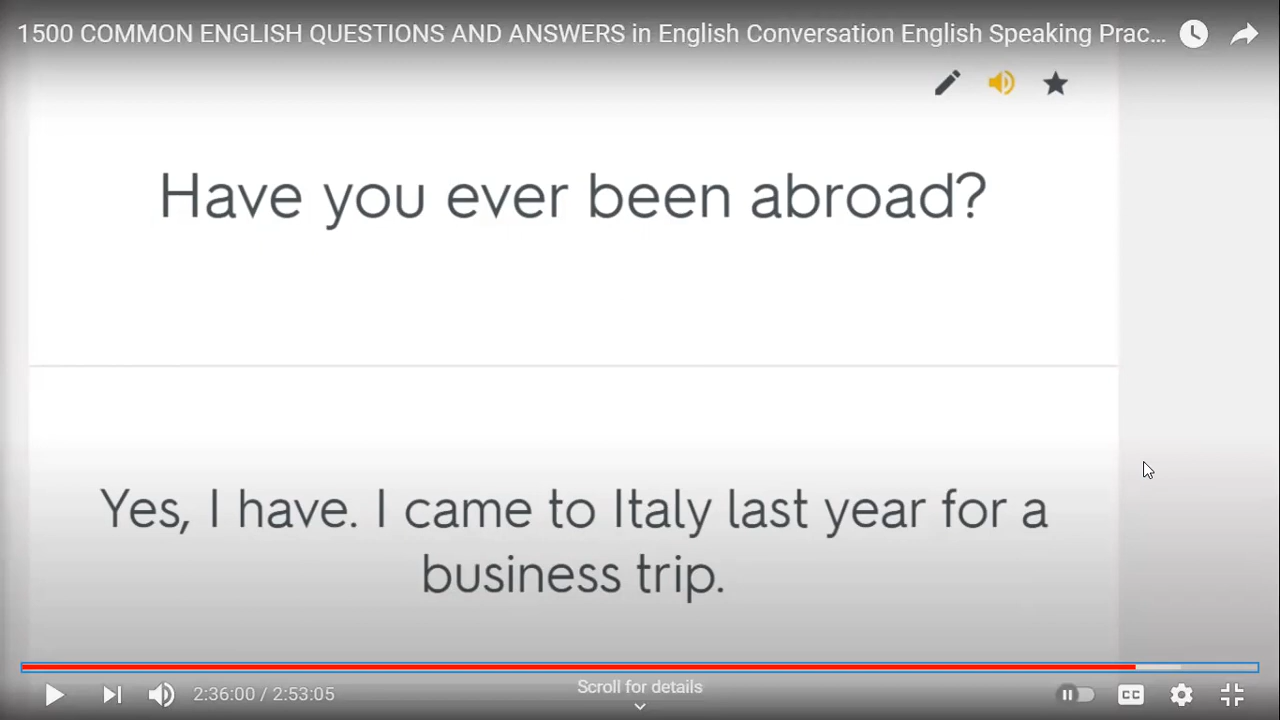 1500 COMMON ENGLISH QUESTIONS AND ANSWERS in English Conversation English Speaking Prac...
Have you ever been abroad?
Yes, I have. I came to Italy last year for a
business trip.
Scroll for details
2:36:00 / 2:53:05
CC